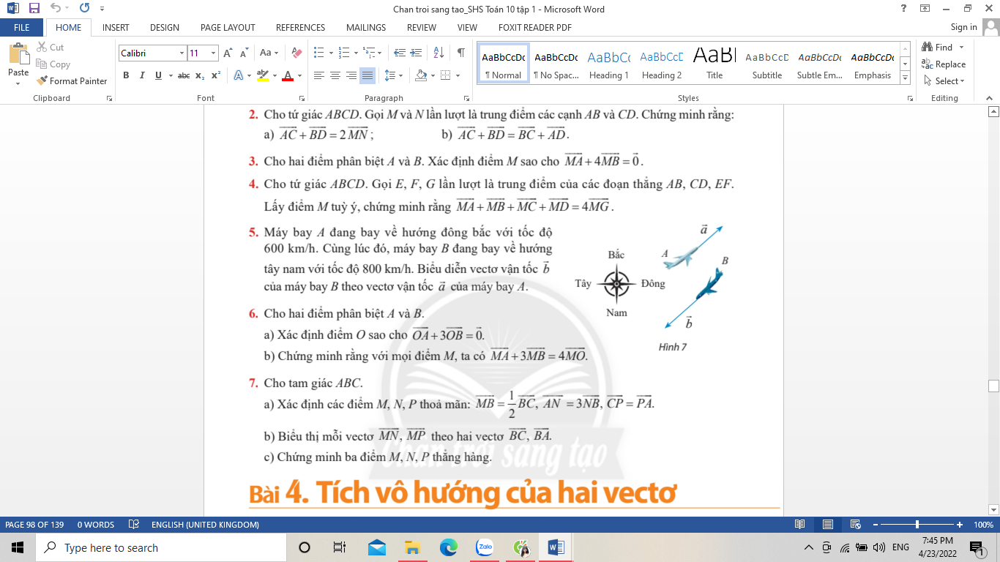 Chan troi sang tao_SHS Toán 10 tập 1 - Microsoft Word
FILE HOME INSERT DESIGN PAGE LAYOUT REFERENCES MAILINGS REVIEW VIEW FOXIT READER PDF Sign in
Paste Cut Copy Format Painter
Calibri 11
AaBbCcDc AaBbCcDc AaBbCc AaBbCcD AaBl AaBbCcD AaBbCcDc AaBbCcDc
¶ Normal ¶ No Spac... Heading 1 Heading 2 Title Subtitle Subtle Em... Emphasis
Find Replace Select
Clipboard Font Paragraph Styles Editing
2. Cho tứ giác ABCD. Gọi M và N lần lượt là trung điểm các cạnh AB và CD. Chứng minh rằng:
a) $\overrightarrow{AC}+\overrightarrow{BD}=2\overrightarrow{MN}$; b) $\overrightarrow{AC}+\overrightarrow{BD}=\overrightarrow{BC}+\overrightarrow{AD}$.
3. Cho hai điểm phân biệt A và B. Xác định điểm M sao cho $\overrightarrow{MA}+4\overrightarrow{MB}=\vec{0}$.
4. Cho tứ giác ABCD. Gọi E, F, G lần lượt là trung điểm của các đoạn thẳng AB, CD, EF.
Lấy điểm M tuỳ ý, chứng minh rằng $\overrightarrow{MA}+\overrightarrow{MB}+\overrightarrow{MC}+\overrightarrow{MD}=4\overrightarrow{MG}$.
5. Máy bay A đang bay về hướng đông bắc với tốc độ
600 km/h. Cùng lúc đó, máy bay B đang bay về hướng
tây nam với tốc độ 800 km/h. Biểu diễn vectơ vận tốc $\vec{b}$
của máy bay B theo vectơ vận tốc $\vec{a}$ của máy bay A.
Bắc
Tây Đông
Nam
$\vec{a}$
A
B
$\vec{b}$
Hình 7
6. Cho hai điểm phân biệt A và B.
a) Xác định điểm O sao cho $\overrightarrow{OA}+3\overrightarrow{OB}=\vec{0}$.
b) Chứng minh rằng với mọi điểm M, ta có $\overrightarrow{MA}+3\overrightarrow{MB}=4\overrightarrow{MO}$.
7. Cho tam giác ABC.
a) Xác định các điểm M, N, P thoả mãn: $\overrightarrow{MB}=\frac{1}{2}\overrightarrow{BC}$, $\overrightarrow{AN}=3\overrightarrow{NB}$, $\overrightarrow{CP}=\overrightarrow{PA}$.
b) Biểu thị mỗi vectơ $\overrightarrow{MN}$, $\overrightarrow{MP}$ theo hai vectơ $\overrightarrow{BC}$, $\overrightarrow{BA}$.
c) Chứng minh ba điểm M, N, P thẳng hàng.
Chân trời sáng tạo
Bài 4. Tích vô hướng của hai vectơ
PAGE 98 OF 139 0 WORDS ENGLISH (UNITED KINGDOM) 100%
Type here to search
Zalo
ENG
7:45 PM
4/23/2022
1